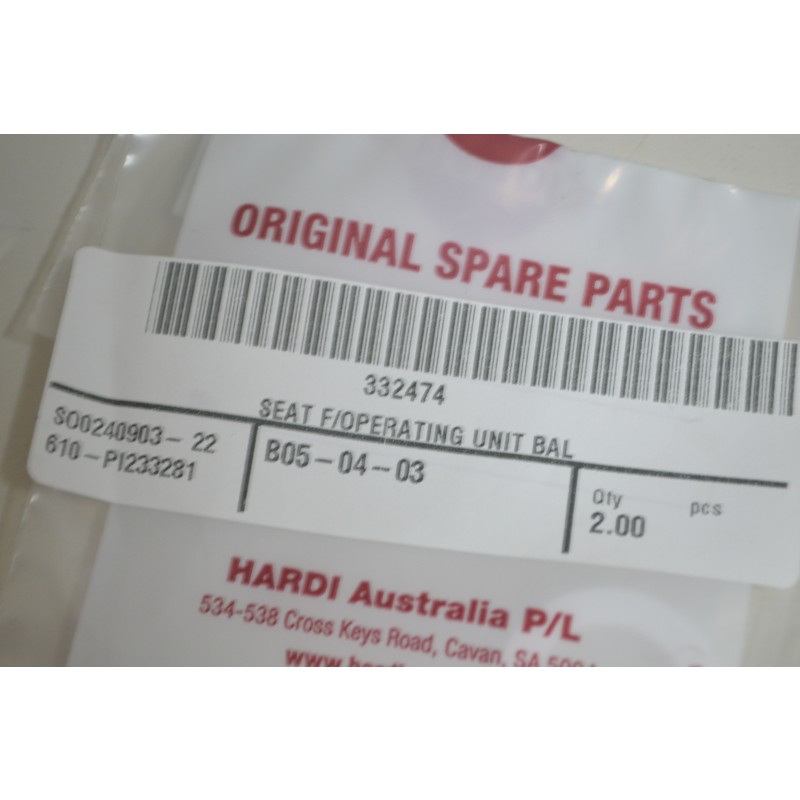 ORIGINAL SPARE PARTS
332474
SEAT F/OPERATING UNIT BAL
SO0240903-22
610-PI233281
B05-04-03
Qty pcs
2.00
HARDI Australia P/L
534-538 Cross Keys Road, Cavan, SA